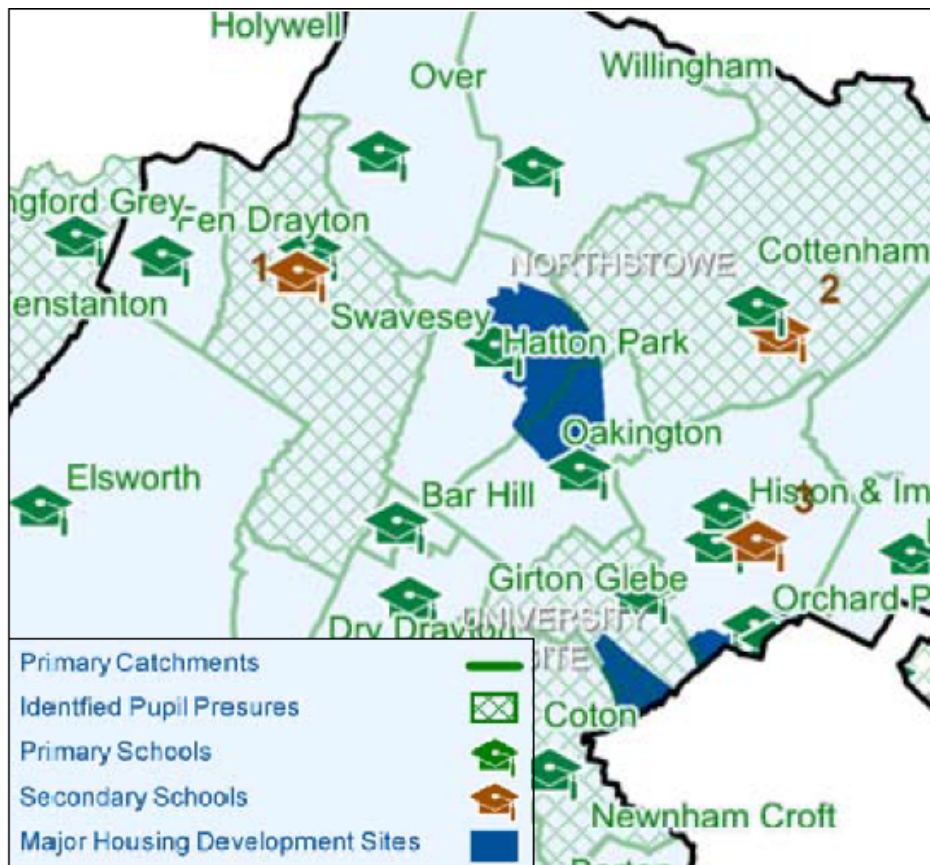 Holywell
Over
Willingham
ngford Grey
Fen Drayton
NORTHSTOWE
Cottenham
1
2
enstanton
Swavesey
Hatton Park
Oakington
Elsworth
Bar Hill
Histon & Im
3
Girton Glebe
Orchard P
UNIVERSITY
Dry Drayton
SITE
Primary Catchments
Identfied Pupil Presures
Coton
Primary Schools
Secondary Schools
Newnham Croft
Major Housing Development Sites